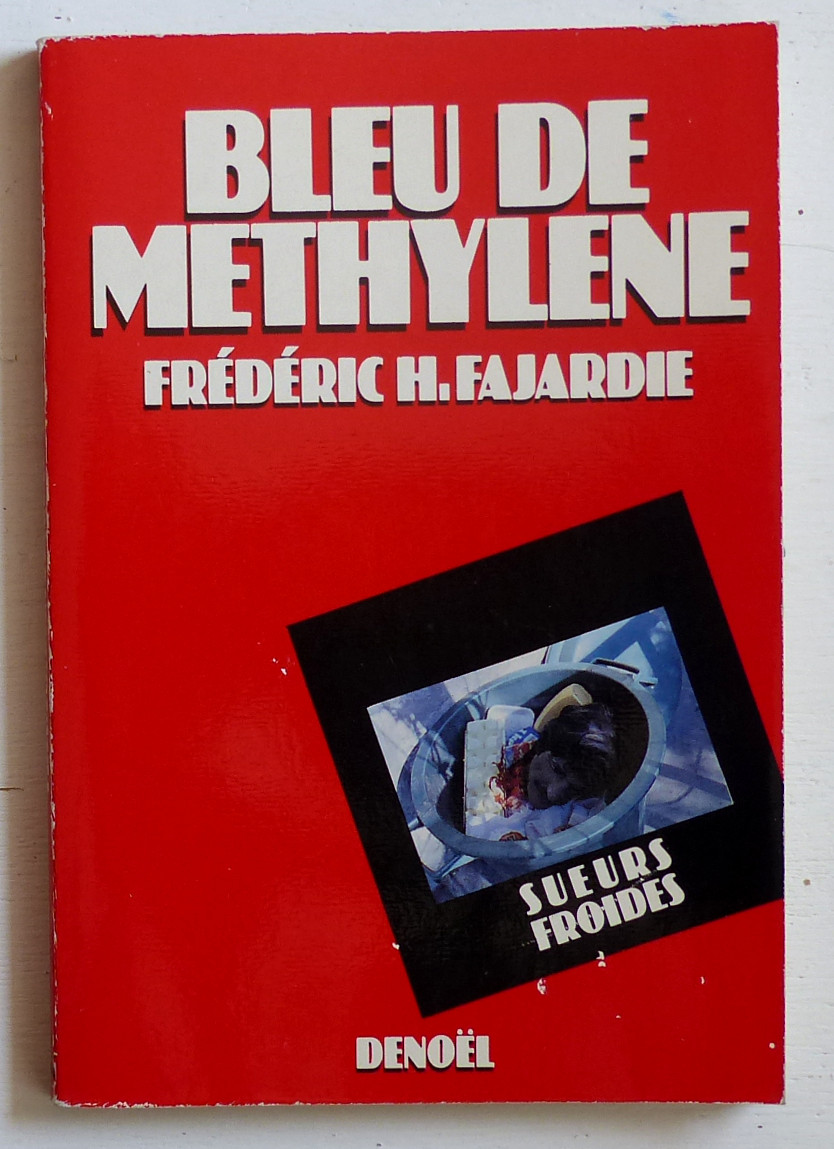 BLEU DE
METHYLENE
FRÉDÉRIC H. FAJARDIE
SUEURS
FROIDES
DENOËL